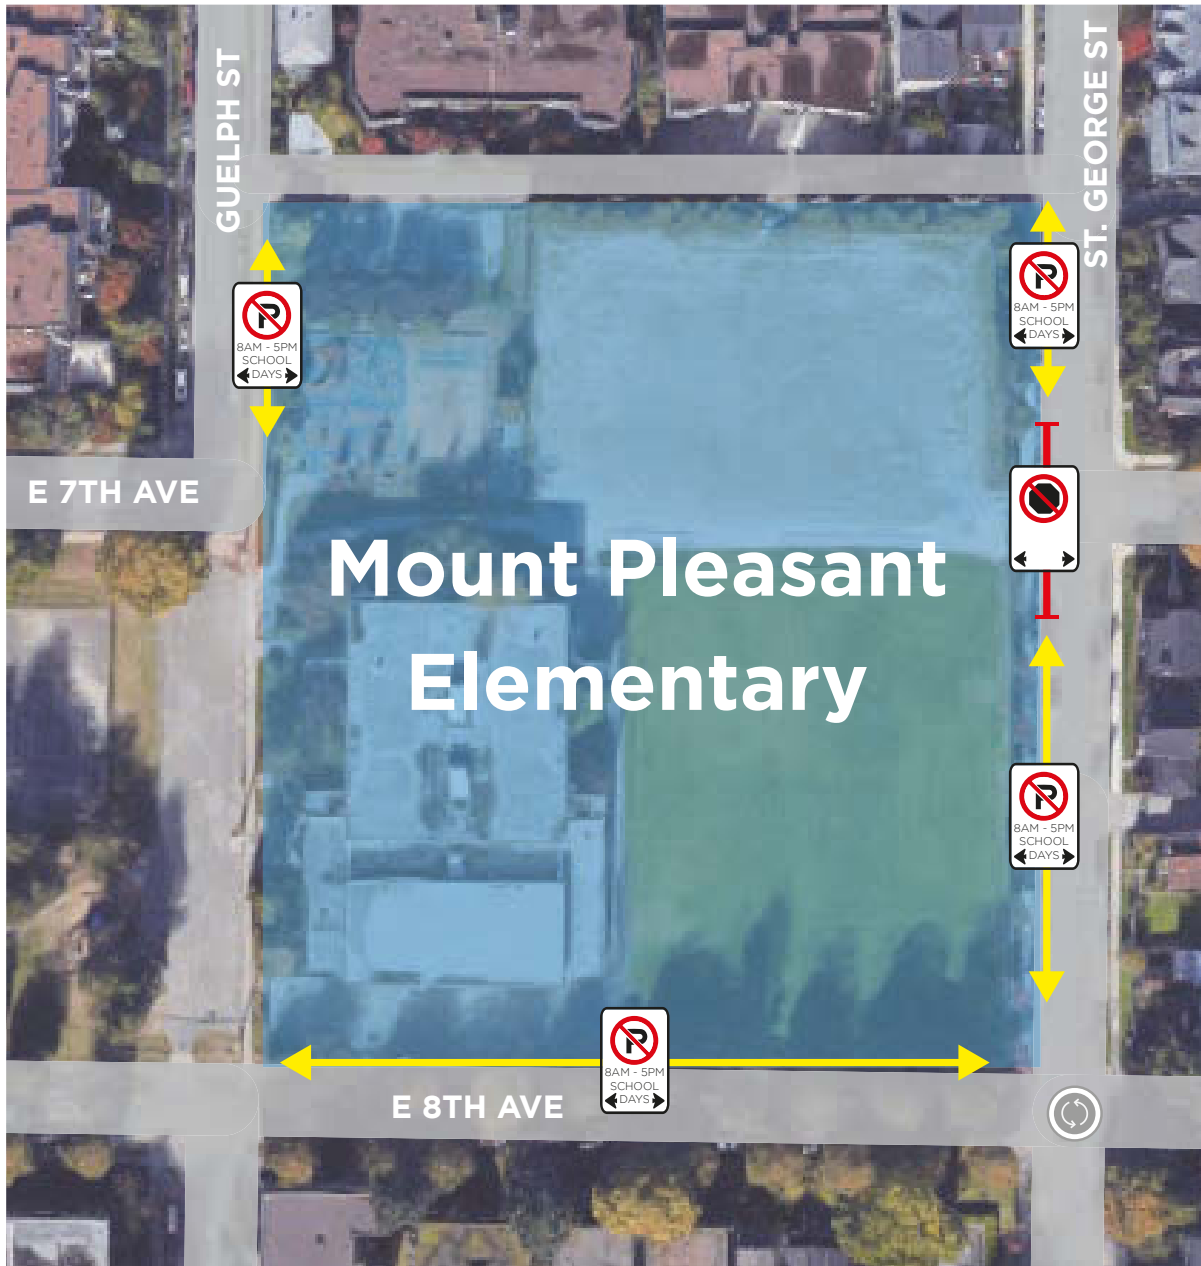 GUELPH ST
ST. GEORGE ST
P
8AM - 5PM
SCHOOL
DAYS
P
8AM - 5PM
SCHOOL
DAYS
E 7TH AVE
Mount Pleasant
Elementary
P
8AM - 5PM
SCHOOL
DAYS
P
8AM - 5PM
SCHOOL
DAYS
E 8TH AVE